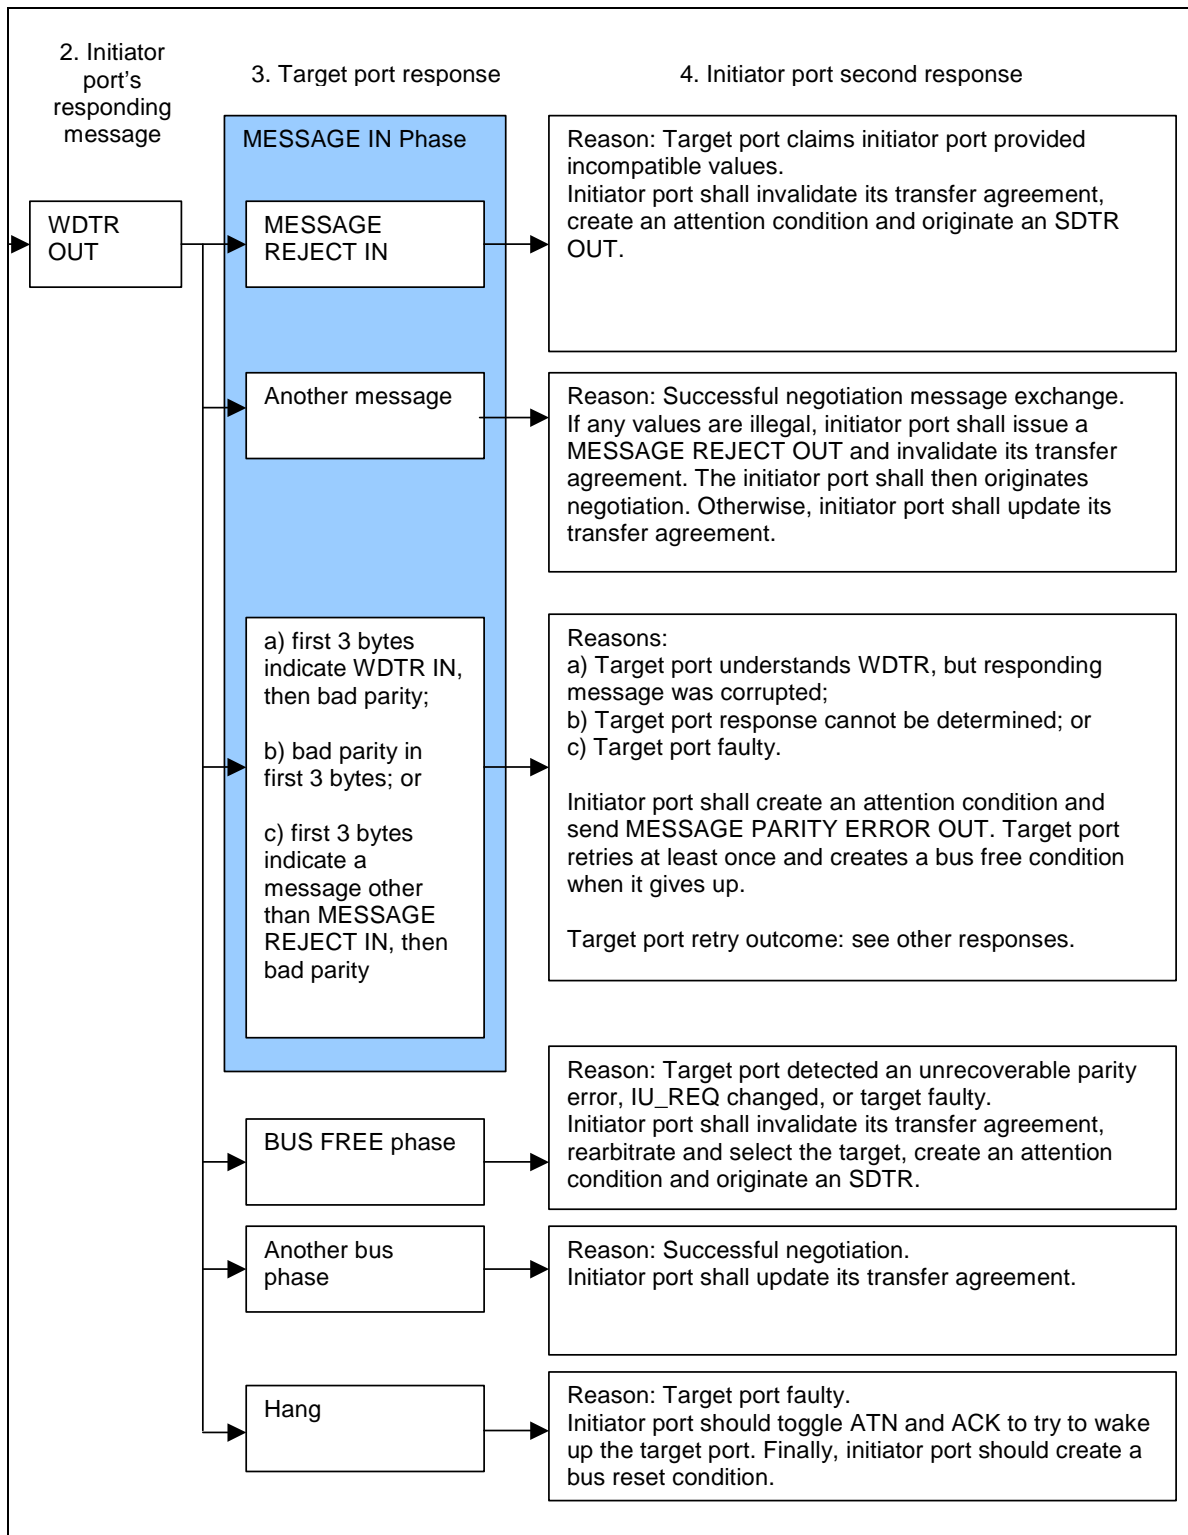 2. Initiator
port's
responding
message
3. Target port response
4. Initiator port second response
WDTR
OUT
MESSAGE IN Phase
MESSAGE
REJECT IN
Reason: Target port claims initiator port provided
incompatible values.
Initiator port shall invalidate its transfer agreement,
create an attention condition and originate an SDTR
OUT.
Another message
Reason: Successful negotiation message exchange.
If any values are illegal, initiator port shall issue a
MESSAGE REJECT OUT and invalidate its transfer
agreement. The initiator port shall then originates
negotiation. Otherwise, initiator port shall update its
transfer agreement.
a) first 3 bytes
indicate WDTR IN,
then bad parity;
b) bad parity in
first 3 bytes; or
c) first 3 bytes
indicate a
message other
than MESSAGE
REJECT IN, then
bad parity
Reasons:
a) Target port understands WDTR, but responding
message was corrupted;
b) Target port response cannot be determined; or
c) Target port faulty.
Initiator port shall create an attention condition and
send MESSAGE PARITY ERROR OUT. Target port
retries at least once and creates a bus free condition
when it gives up.
Target port retry outcome: see other responses.
BUS FREE phase
Reason: Target port detected an unrecoverable parity
error, IU_REQ changed, or target faulty.
Initiator port shall invalidate its transfer agreement,
rearbitrate and select the target, create an attention
condition and originate an SDTR.
Another bus
phase
Reason: Successful negotiation.
Initiator port shall update its transfer agreement.
Hang
Reason: Target port faulty.
Initiator port should toggle ATN and ACK to try to wake
up the target port. Finally, initiator port should create a
bus reset condition.